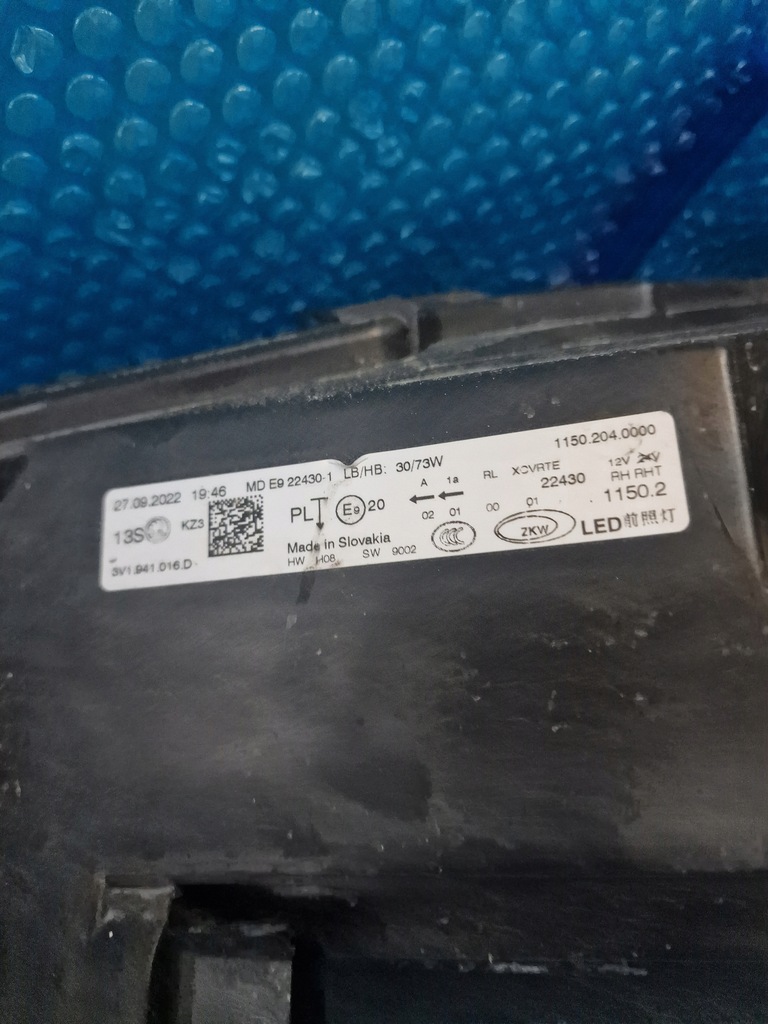 27.09.2022 19:46 MD E9 22430-1 LB/HB: 30/73W 1150.204.0000
13S KZ3 PL E9 20 A 1a RL XCVRTE 12V 24V
02 01 00 01 22430 RH RHT
3V1.941.016.D Made in Slovakia CCC ZKW 1150.2
HW H08 SW 9002 LED前照灯